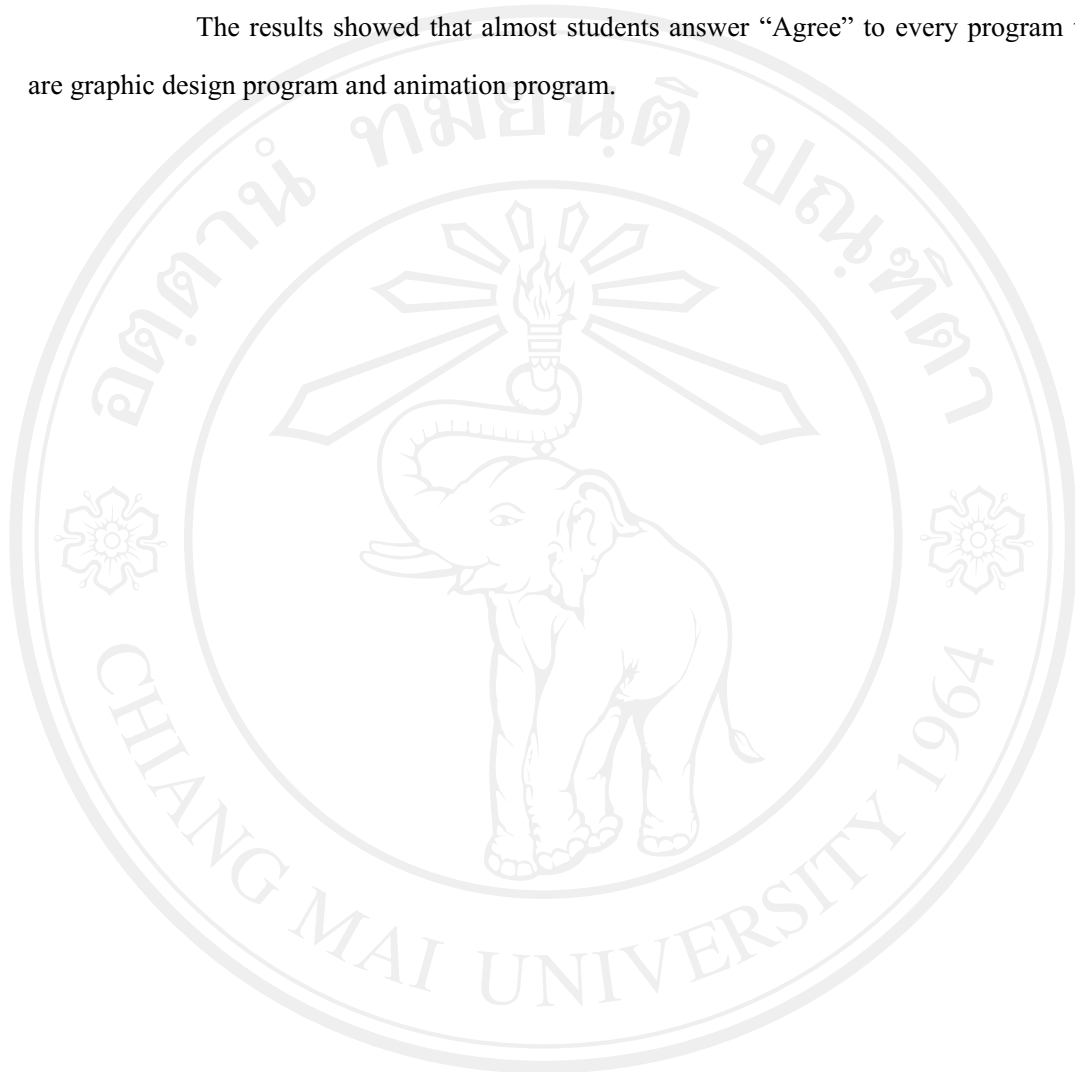 The results showed that almost students answer “Agree” to every program
are graphic design program and animation program.
อตฺตานํ ทมยนฺติ ปณฺฑิตา
CHIANG MAI UNIVERSITY 1964